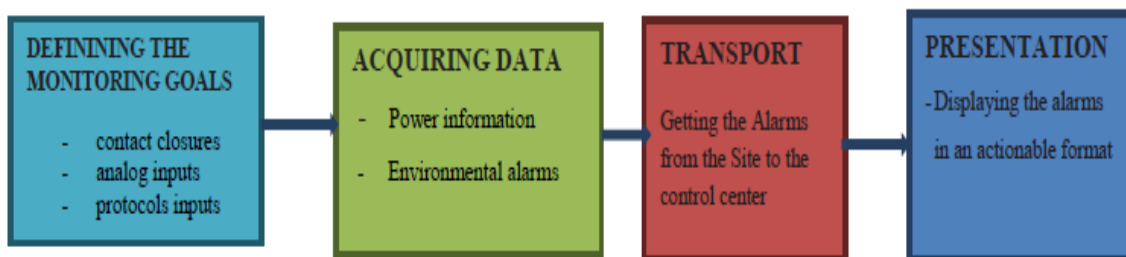 DEFINING THE
MONITORING GOALS
- contact closures
- analog inputs
- protocols inputs
ACQUIRING DATA
- Power information
- Environmental alarms
TRANSPORT
Getting the Alarms
from the Site to the
control center
PRESENTATION
- Displaying the alarms
in an actionable format